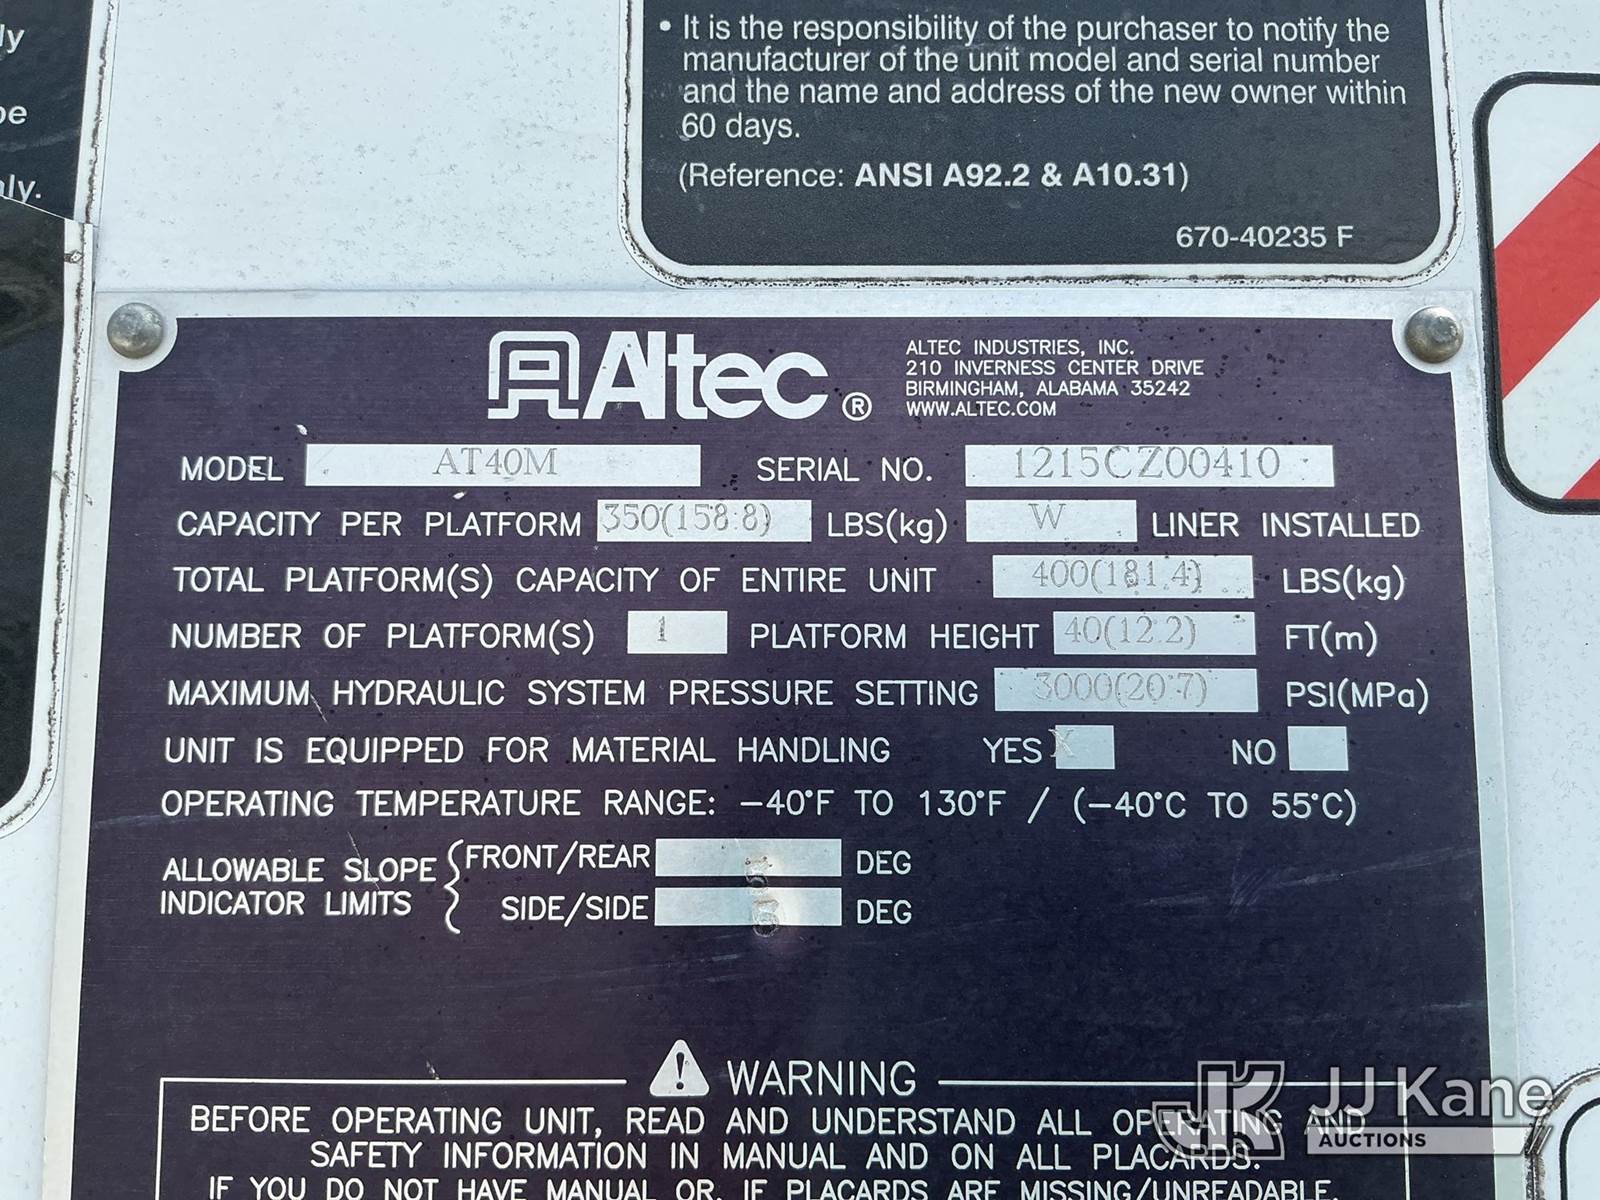 ly
be
ly.
• It is the responsibility of the purchaser to notify the
manufacturer of the unit model and serial number
and the name and address of the new owner within
60 days.
(Reference: ANSI A92.2 & A10.31)
670-40235 F
Altec®
ALTEC INDUSTRIES, INC.
210 INVERNESS CENTER DRIVE
BIRMINGHAM, ALABAMA 35242
WWW.ALTEC.COM
MODEL AT40M SERIAL NO. 1215CZ00410
CAPACITY PER PLATFORM 350(158.8) LBS(kg) W LINER INSTALLED
TOTAL PLATFORM(S) CAPACITY OF ENTIRE UNIT 400(181.4) LBS(kg)
NUMBER OF PLATFORM(S) 1 PLATFORM HEIGHT 40(12.2) FT(m)
MAXIMUM HYDRAULIC SYSTEM PRESSURE SETTING 3000(20.7) PSI(MPa)
UNIT IS EQUIPPED FOR MATERIAL HANDLING YES X NO
OPERATING TEMPERATURE RANGE: -40°F TO 130°F / (-40°C TO 55°C)
ALLOWABLE SLOPE INDICATOR LIMITS
FRONT/REAR 5 DEG
SIDE/SIDE 5 DEG
WARNING
BEFORE OPERATING UNIT, READ AND UNDERSTAND ALL OPERATING AND
SAFETY INFORMATION IN MANUAL AND ON ALL PLACARDS.
IF YOU DO NOT HAVE MANUAL OR, IF PLACARDS ARE MISSING/UNREADABLE,
JJ Kane
AUCTIONS